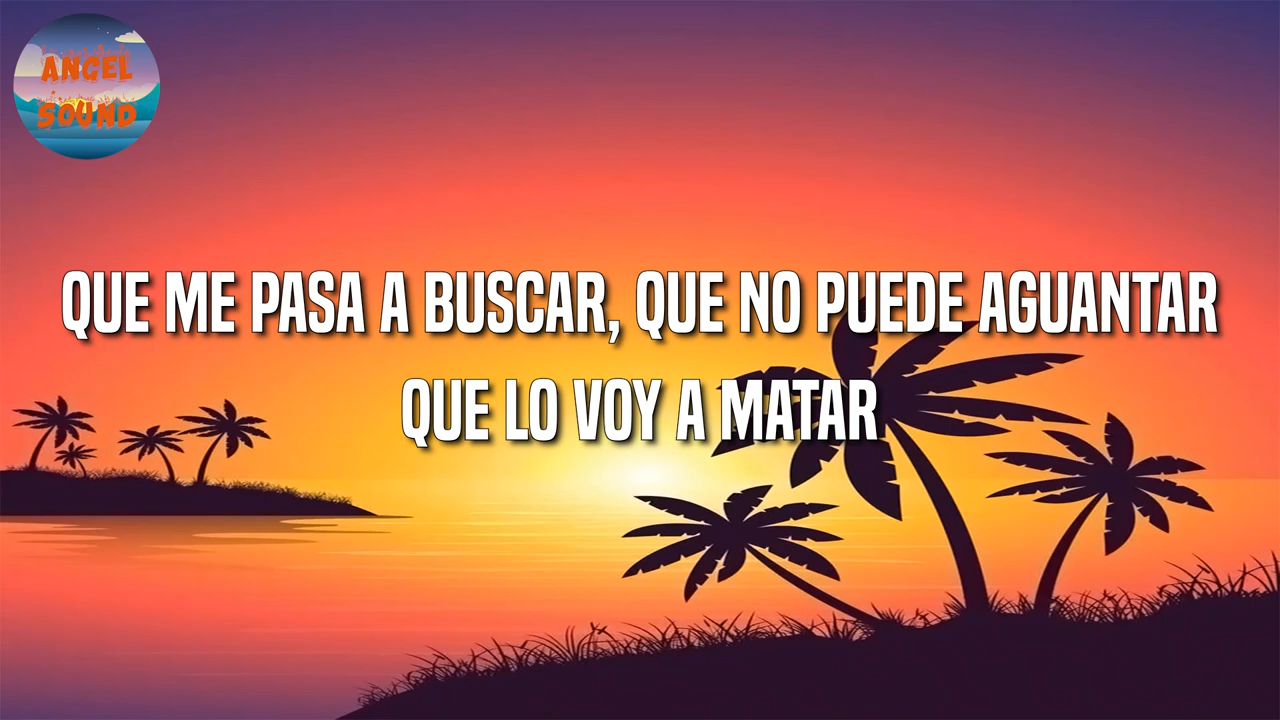 ANGEL
SOUND
QUE ME PASA A BUSCAR, QUE NO PUEDE AGUANTAR
QUE LO VOY A MATAR